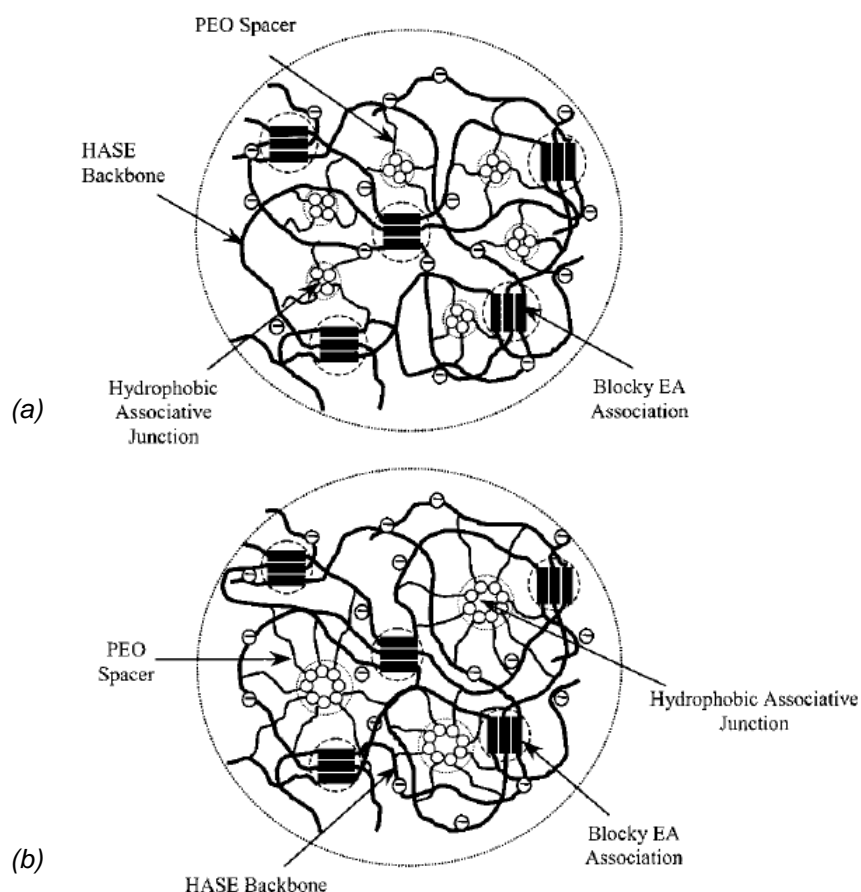 PEO Spacer
HASE
Backbone
Hydrophobic
Associative
Junction
Blocky EA
Association
(a)
PEO
Spacer
Hydrophobic Associative
Junction
Blocky EA
Association
HASE Backbone
(b)